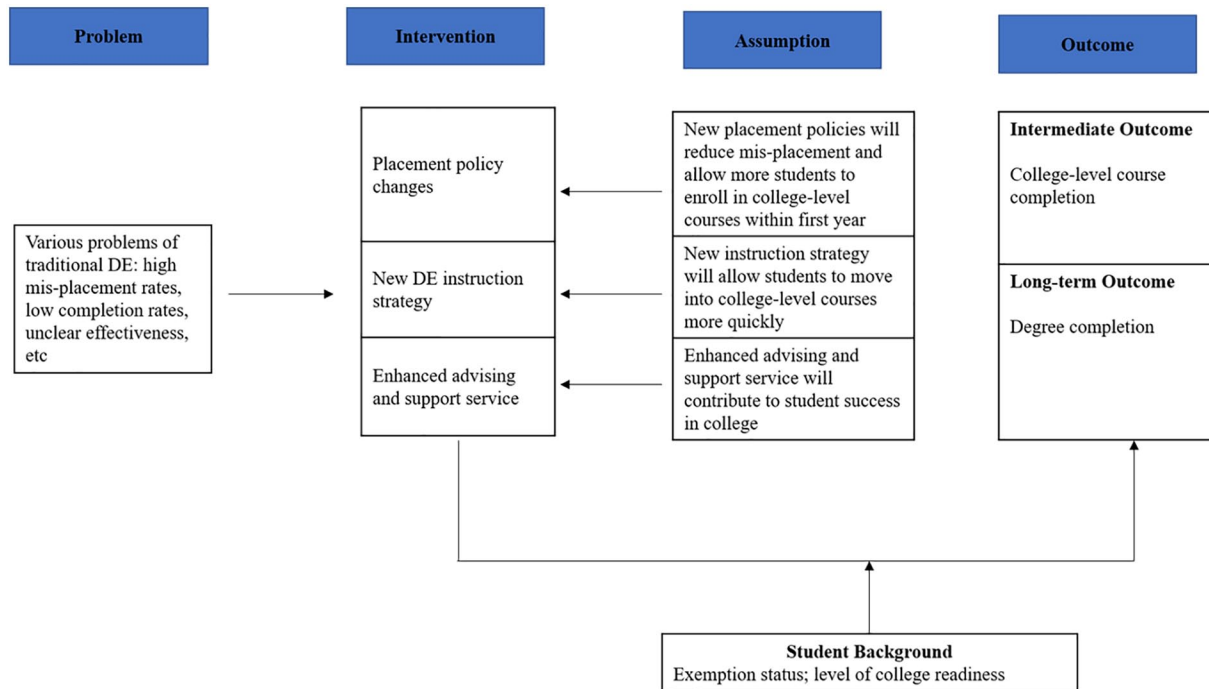 Problem
Intervention
Assumption
Outcome
Various problems of
traditional DE: high
mis-placement rates,
low completion rates,
unclear effectiveness,
etc
Placement policy
changes
New DE instruction
strategy
Enhanced advising
and support service
New placement policies will
reduce mis-placement and
allow more students to
enroll in college-level
courses within first year
New instruction strategy
will allow students to move
into college-level courses
more quickly
Enhanced advising and
support service will
contribute to student success
in college
Intermediate Outcome
College-level course
completion
Long-term Outcome
Degree completion
Student Background
Exemption status; level of college readiness